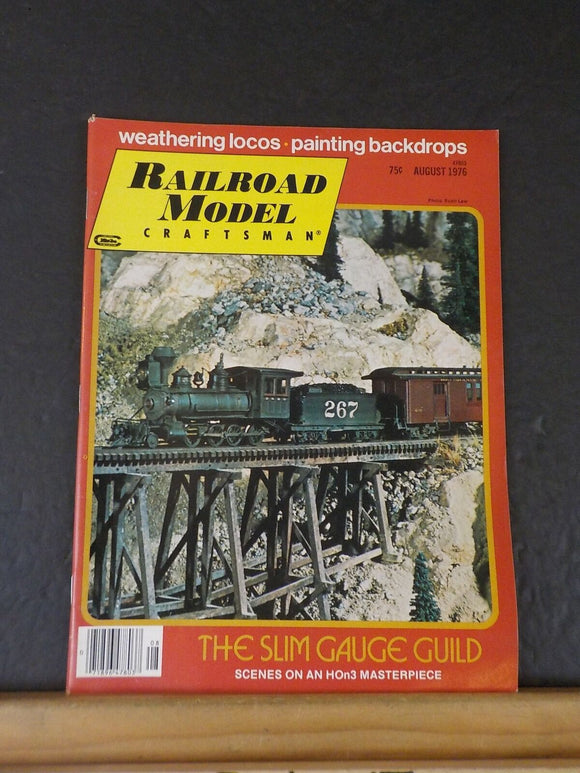 weathering locos · painting backdrops
75¢ AUGUST 1976
RAILROAD
MODEL
CRAFTSMAN®
267
THE SLIM GAUGE GUILD
SCENES ON AN HOn3 MASTERPIECE
08